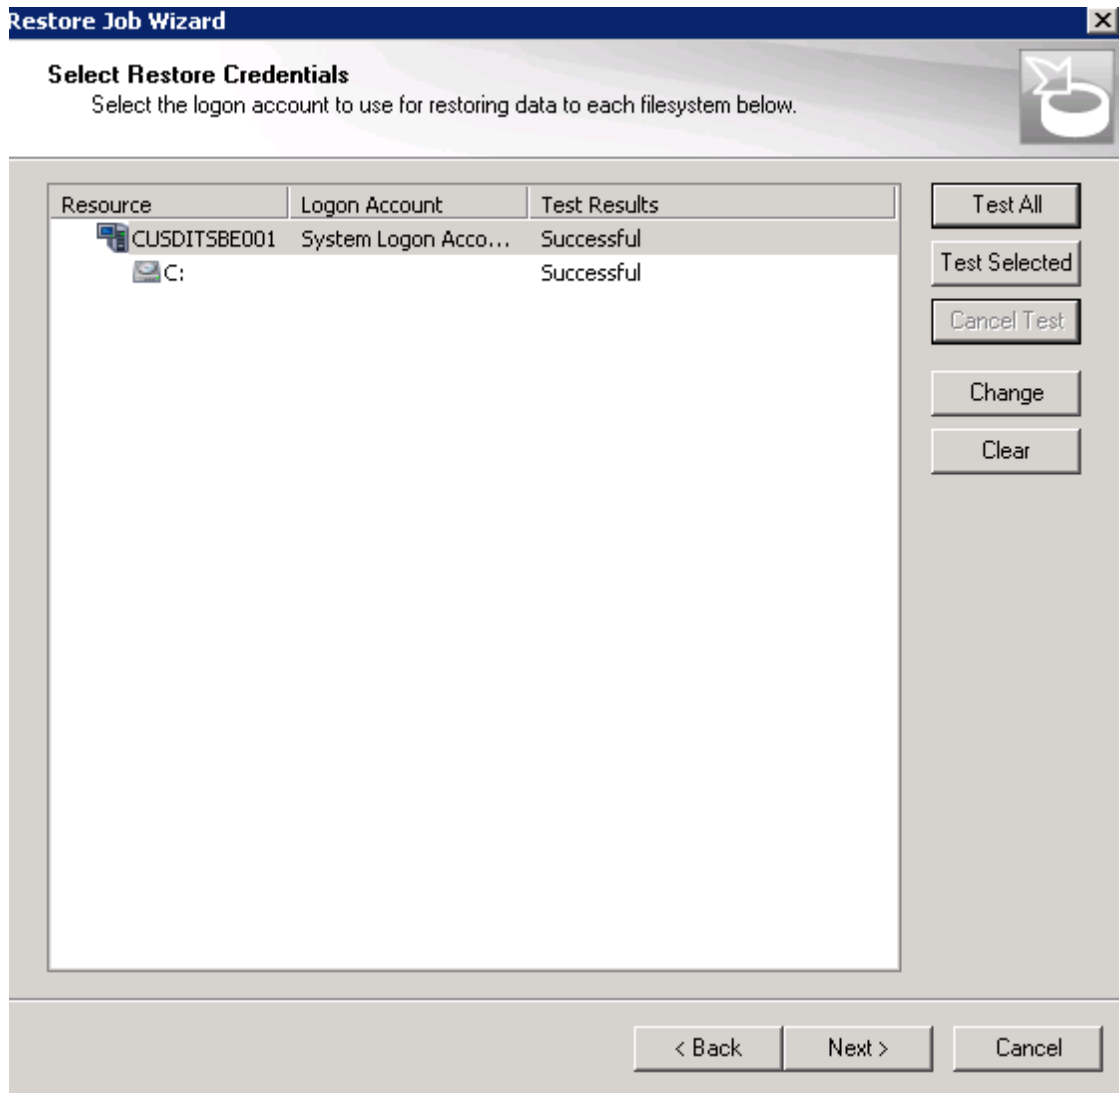 Restore Job Wizard
Select Restore Credentials
Select the logon account to use for restoring data to each filesystem below.
Resource Logon Account Test Results
CUSDITSBE001 System Logon Acco... Successful
C: Successful
Test All
Test Selected
Cancel Test
Change
Clear
< Back Next > Cancel